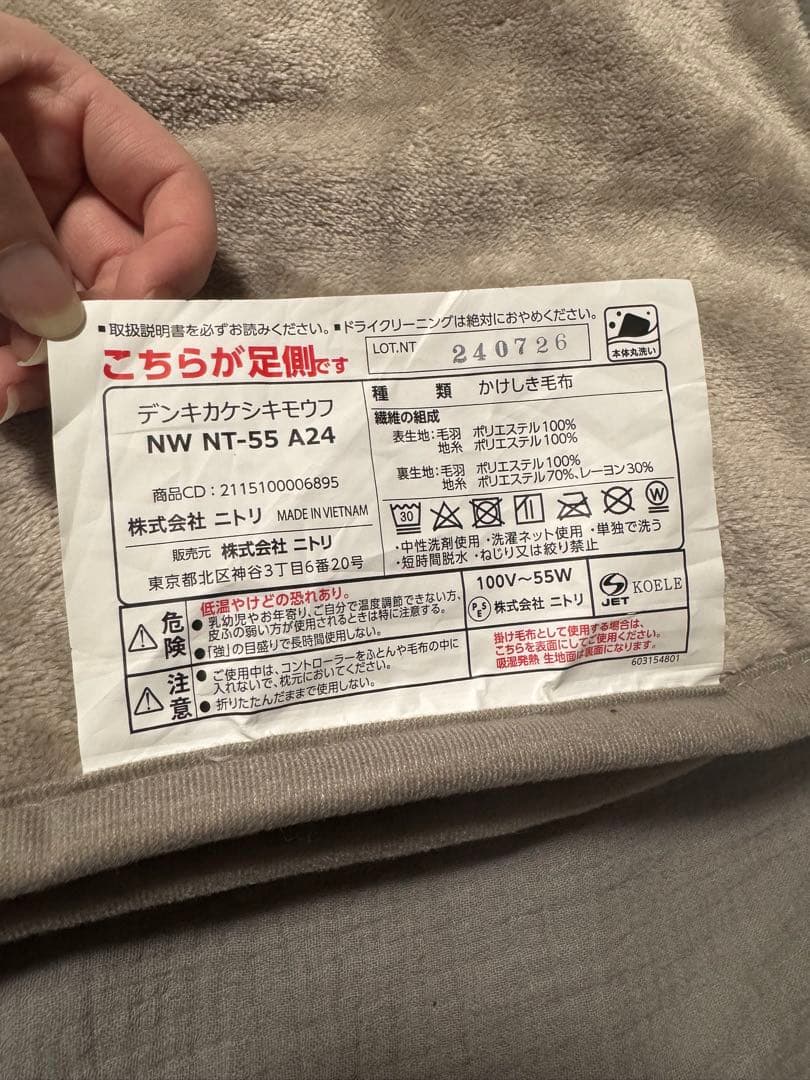 ■取扱説明書を必ずお読みください。■ドライクリーニングは絶対におやめください。
こちらが足側です
LOT.NT 240726
本体丸洗い
デンキカケシキモウフ
NW NT-55 A24
商品CD:2115100006895
株式会社 ニトリ MADE IN VIETNAM
販売元 株式会社 ニトリ
東京都北区神谷3丁目6番20号
種 類 かけしき毛布
繊維の組成
表生地:毛羽 ポリエステル100%
地糸 ポリエステル100%
裏生地:毛羽 ポリエステル100%
地糸 ポリエステル70%、レーヨン30%
30
W
・中性洗剤使用 ・洗濯ネット使用 ・単独で洗う
・短時間脱水 ・ねじり又は絞り禁止
危険
低温やけどの恐れあり。
●乳幼児やお年寄り、ご自分で温度調節できない方、
皮ふの弱い方が使用されるときは特に注意する。
●「強」の目盛りで長時間使用しない。
注意
●ご使用中は、コントローラーをふとんや毛布の中に
入れないで、枕元においてください。
●折りたたんだままで使用しない。
100V～55W
PSE 株式会社 ニトリ
JET KOELE
掛け毛布として使用する場合は、
こちらを表面にしてご使用ください。
吸湿発熱 生地面は裏面になります。
603154801